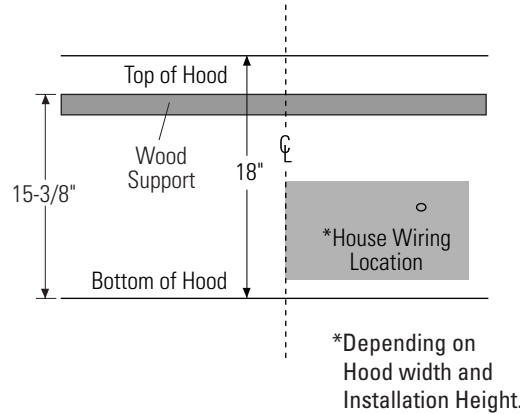 Top of Hood
Wood
Support
℄
18"
15-3/8"
*House Wiring
Location
Bottom of Hood
*Depending on
Hood width and
Installation Height.